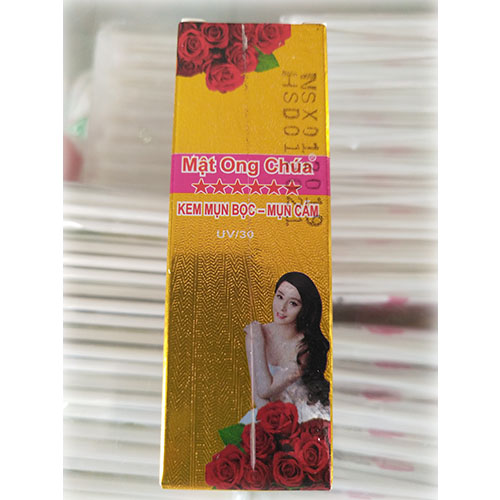 Mật Ong Chúa®
KEM MỤN BỌC – MỤN CÁM
UV/30